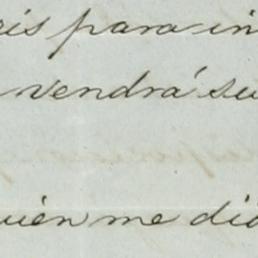 ris para in
vendrá su
uién me dió